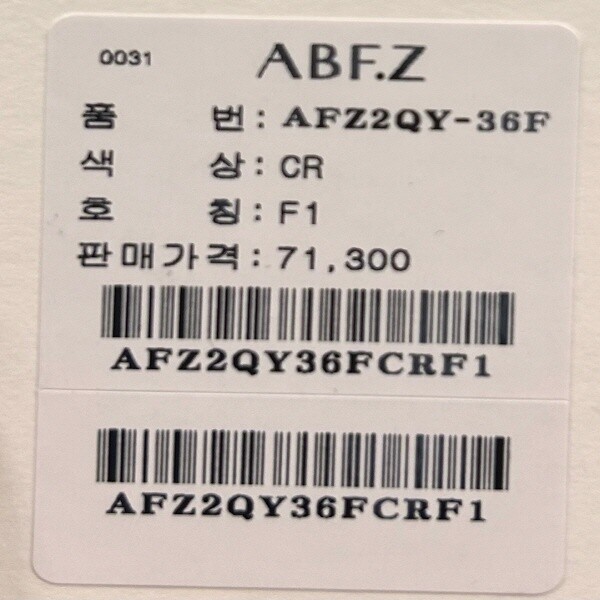 0031 ABF.Z
품 번: AFZ2QY-36F
색 상: CR
호 칭: F1
판매가격: 71,300
AFZ2QY36FCRF1
AFZ2QY36FCRF1